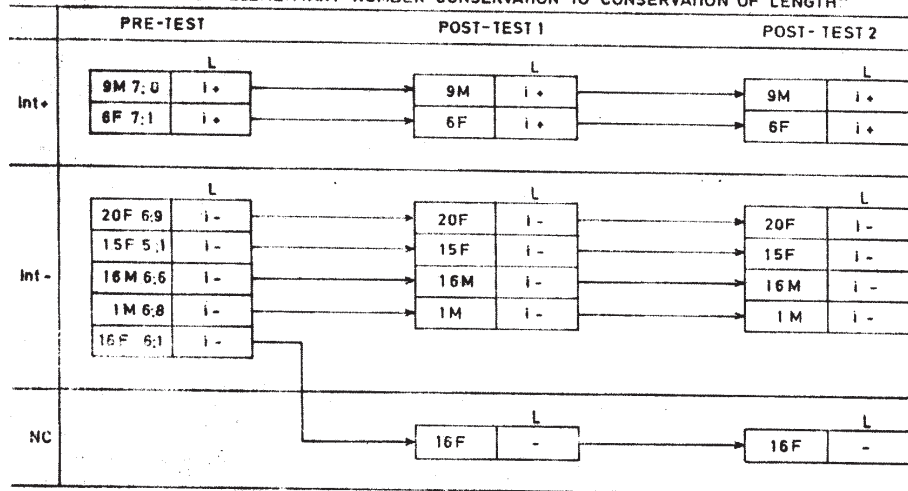 NUMBER CONSERVATION TO CONSERVATION OF LENGTH
PRE-TEST POST-TEST 1 POST-TEST 2
Int+
L L L
9M 7;0 i+ 9M i+ 9M i+
6F 7;1 i+ 6F i+ 6F i+
Int-
L L L
20F 6;9 i- 20F i- 20F i-
15F 5;1 i- 15F i- 15F i-
16M 6;6 i- 16M i- 16M i-
1M 6;8 i- 1M i- 1M i-
16F 6;1 i-
NC
L L
16F - 16F -